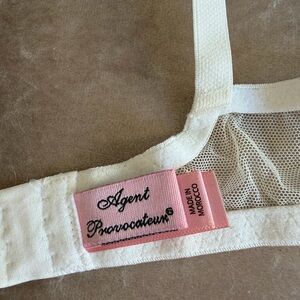 Agent
Provocateur®
MADE IN
MOROCCO